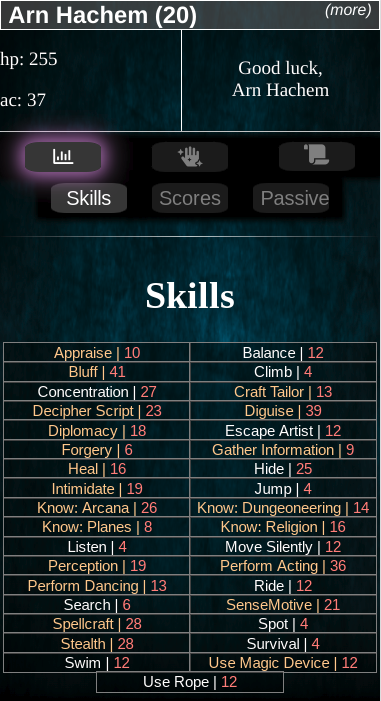 Arn Hachem (20)
(more)
hp: 255
ac: 37
Good luck,
Arn Hachem
Skills
Scores
Passive
Skills
Appraise | 10
Balance | 12
Bluff | 41
Climb | 4
Concentration | 27
Craft Tailor | 13
Decipher Script | 23
Diguise | 39
Diplomacy | 18
Escape Artist | 12
Forgery | 6
Gather Information | 9
Heal | 16
Hide | 25
Intimidate | 19
Jump | 4
Know: Arcana | 26
Know: Dungeoneering | 14
Know: Planes | 8
Know: Religion | 16
Listen | 4
Move Silently | 12
Perception | 19
Perform Acting | 36
Perform Dancing | 13
Ride | 12
Search | 6
SenseMotive | 21
Spellcraft | 28
Spot | 4
Stealth | 28
Survival | 4
Swim | 12
Use Magic Device | 12
Use Rope | 12